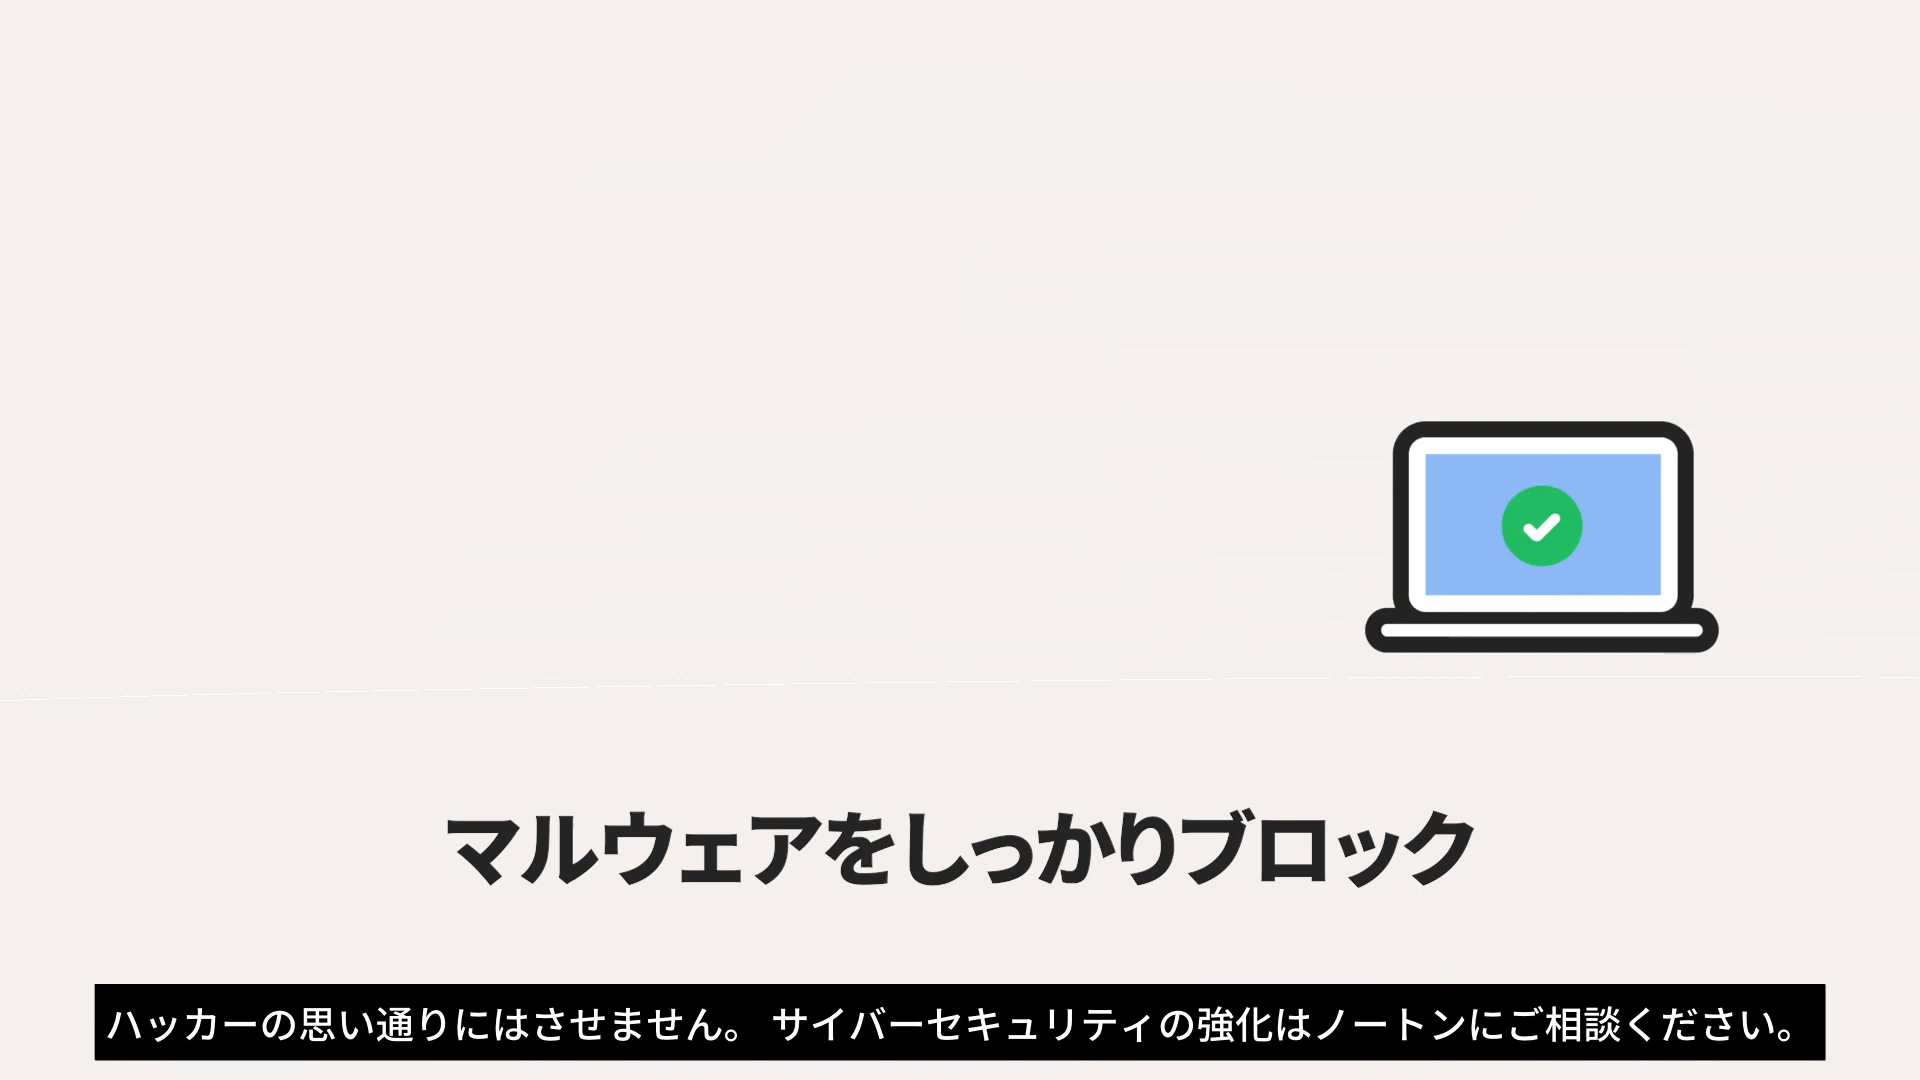 マルウェアをしっかりブロック
ハッカーの思い通りにはさせません。 サイバーセキュリティの強化はノートンにご相談ください。